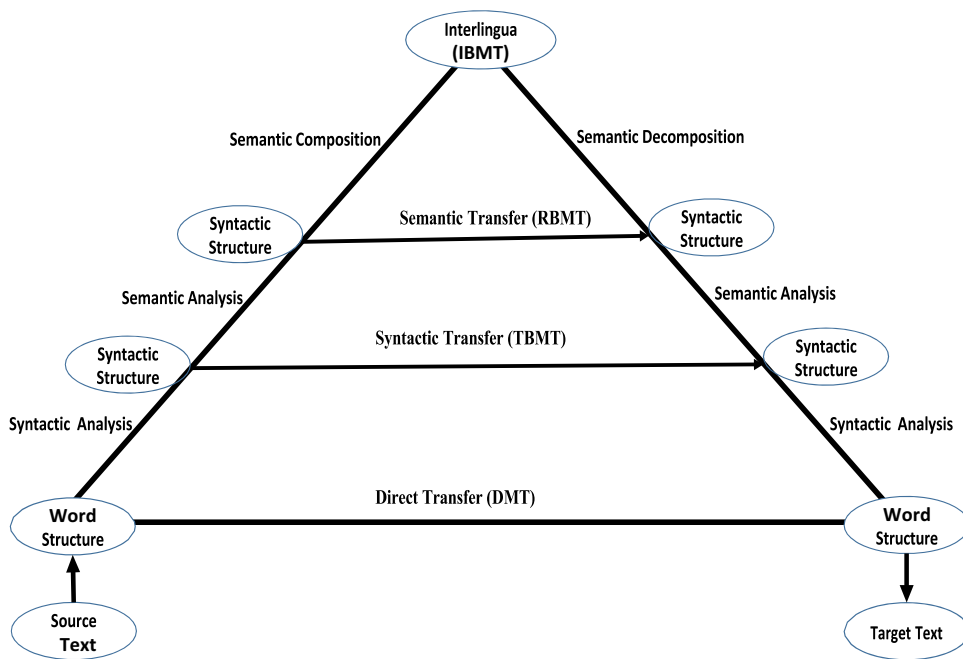 Interlingua
(IBMT)
Semantic Composition
Semantic Decomposition
Syntactic
Structure
Semantic Transfer (RBMT)
Syntactic
Structure
Semantic Analysis
Semantic Analysis
Syntactic
Structure
Syntactic Transfer (TBMT)
Syntactic
Structure
Syntactic Analysis
Syntactic Analysis
Word
Structure
Direct Transfer (DMT)
Word
Structure
Source
Text
Target Text